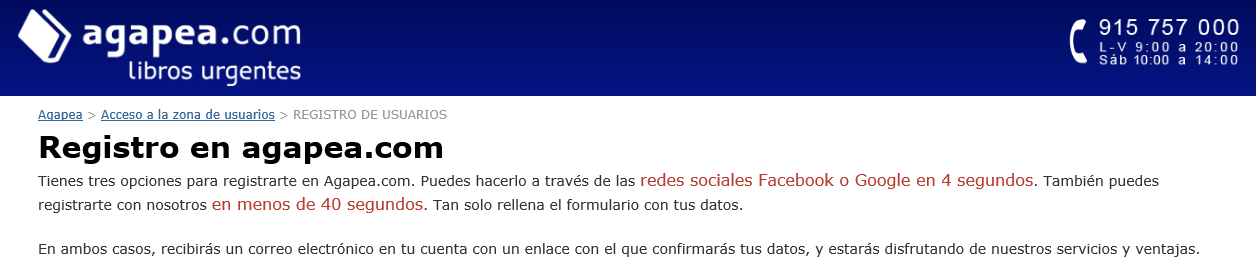 agapea.com
libros urgentes
915 757 000
L-V 9:00 a 20:00
Sáb 10:00 a 14:00
Agapea > Acceso a la zona de usuarios > REGISTRO DE USUARIOS
Registro en agapea.com
Tienes tres opciones para registrarte en Agapea.com. Puedes hacerlo a través de las redes sociales Facebook o Google en 4 segundos. También puedes
registrarte con nosotros en menos de 40 segundos. Tan solo rellena el formulario con tus datos.
En ambos casos, recibirás un correo electrónico en tu cuenta con un enlace con el que confirmarás tus datos, y estarás disfrutando de nuestros servicios y ventajas.